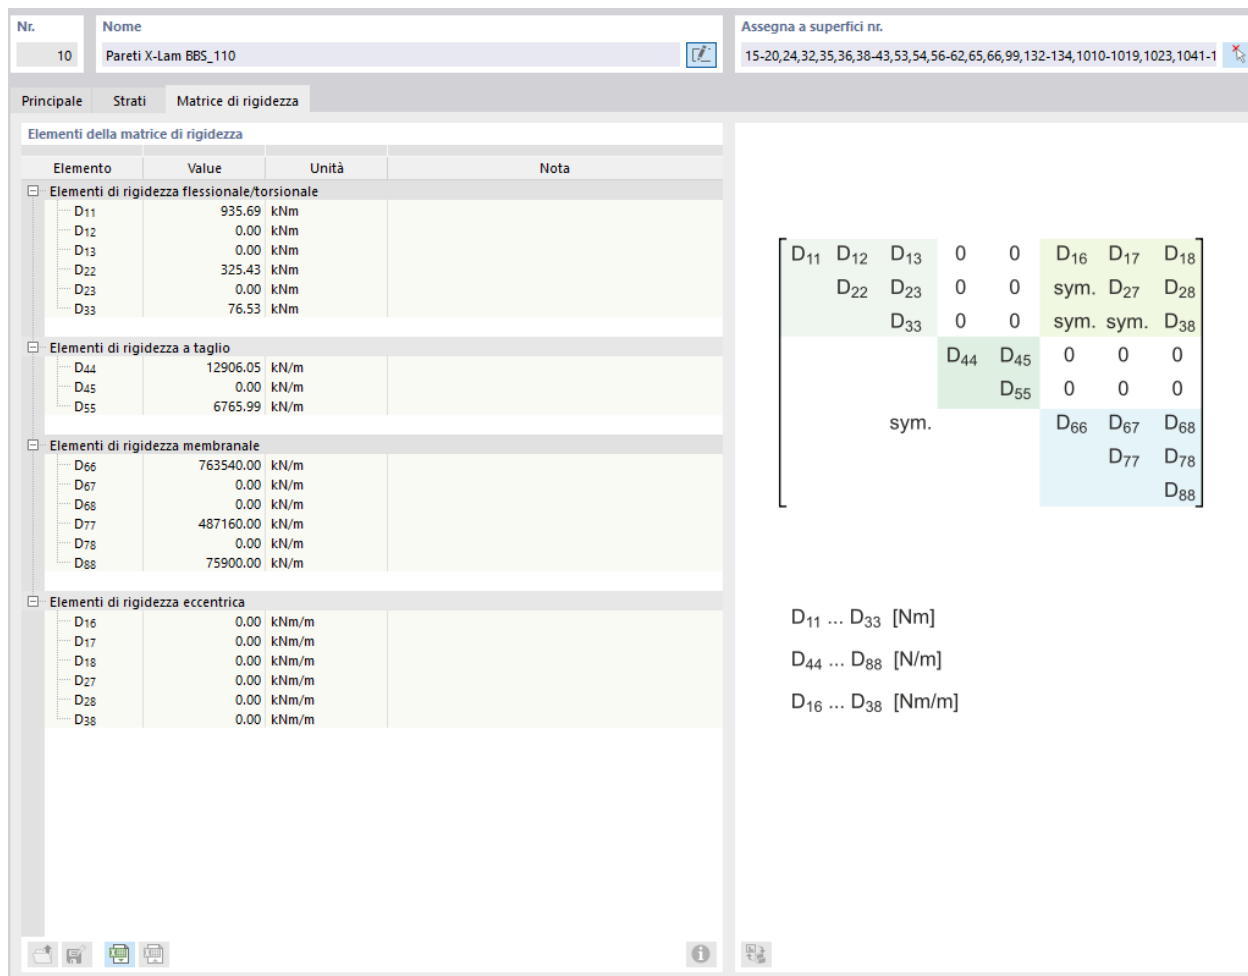 Nr. Nome Assegna a superfici nr.
10 Pareti X-Lam BBS_110 15-20,24,32,35,36,38-43,53,54,56-62,65,66,99,132-134,1010-1019,1023,1041-1
Principale Strati Matrice di rigidezza
Elementi della matrice di rigidezza
Elemento Value Unità Nota
Elementi di rigidezza flessionale/torsionale
D11 935.69 kNm
D12 0.00 kNm
D13 0.00 kNm
D22 325.43 kNm
D23 0.00 kNm
D33 76.53 kNm
Elementi di rigidezza a taglio
D44 12906.05 kN/m
D45 0.00 kN/m
D55 6765.99 kN/m
Elementi di rigidezza membranale
D66 763540.00 kN/m
D67 0.00 kN/m
D68 0.00 kN/m
D77 487160.00 kN/m
D78 0.00 kN/m
D88 75900.00 kN/m
Elementi di rigidezza eccentrica
D16 0.00 kNm/m
D17 0.00 kNm/m
D18 0.00 kNm/m
D27 0.00 kNm/m
D28 0.00 kNm/m
D38 0.00 kNm/m
D11 D12 D13 0 0 D16 D17 D18
D22 D23 0 0 sym. D27 D28
D33 0 0 sym. sym. D38
D44 D45 0 0 0
D55 0 0 0
sym. D66 D67 D68
D77 D78
D88
D11 ... D33 [Nm]
D44 ... D88 [N/m]
D16 ... D38 [Nm/m]